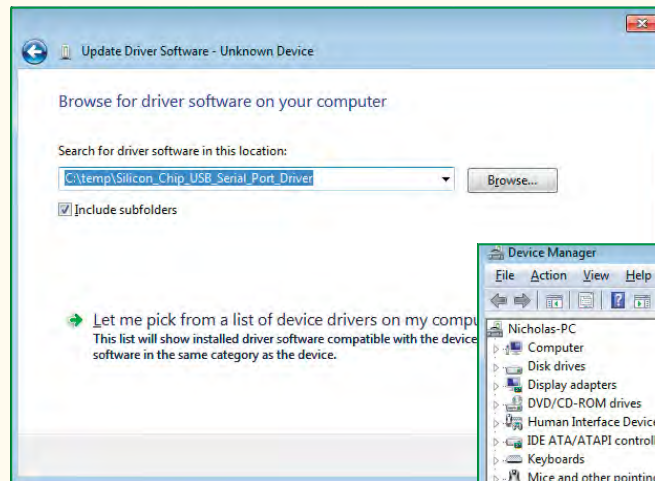 Update Driver Software - Unknown Device
Browse for driver software on your computer
Search for driver software in this location:
C:\temp\Silicon_Chip_USB_Serial_Port_Driver
Browse...
Include subfolders
Let me pick from a list of device drivers on my compu
This list will show installed driver software compatible with the device
software in the same category as the device.
Device Manager
File Action View Help
Nicholas-PC
Computer
Disk drives
Display adapters
DVD/CD-ROM drives
Human Interface Device
IDE ATA/ATAPI controll
Keyboards
Mice and other pointing